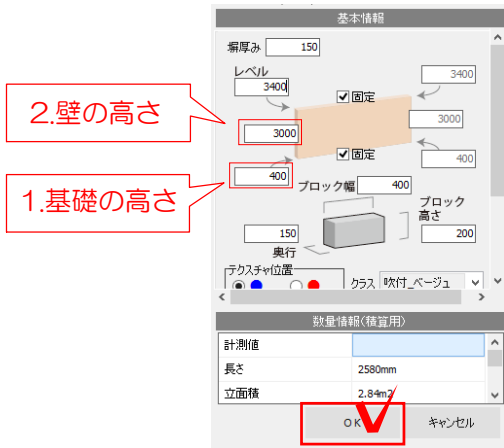 基本情報
塀厚み 150
レベル
3400 3400
固定
2.壁の高さ 3000 3000
固定
400 400
1.基礎の高さ
ブロック幅 400
ブロック
高さ
150 200
奥行
テクスチャ位置
クラス 吹付_ベージュ
数量情報(積算用)
計測値
長さ 2580mm
立面積 2.84m2
OK キャンセル